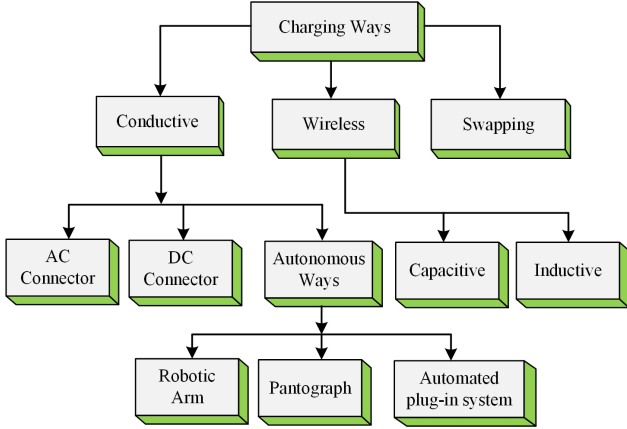 Charging Ways
Conductive
Wireless
Swapping
AC
Connector
DC
Connector
Autonomous
Ways
Capacitive
Inductive
Robotic
Arm
Pantograph
Automated
plug-in system